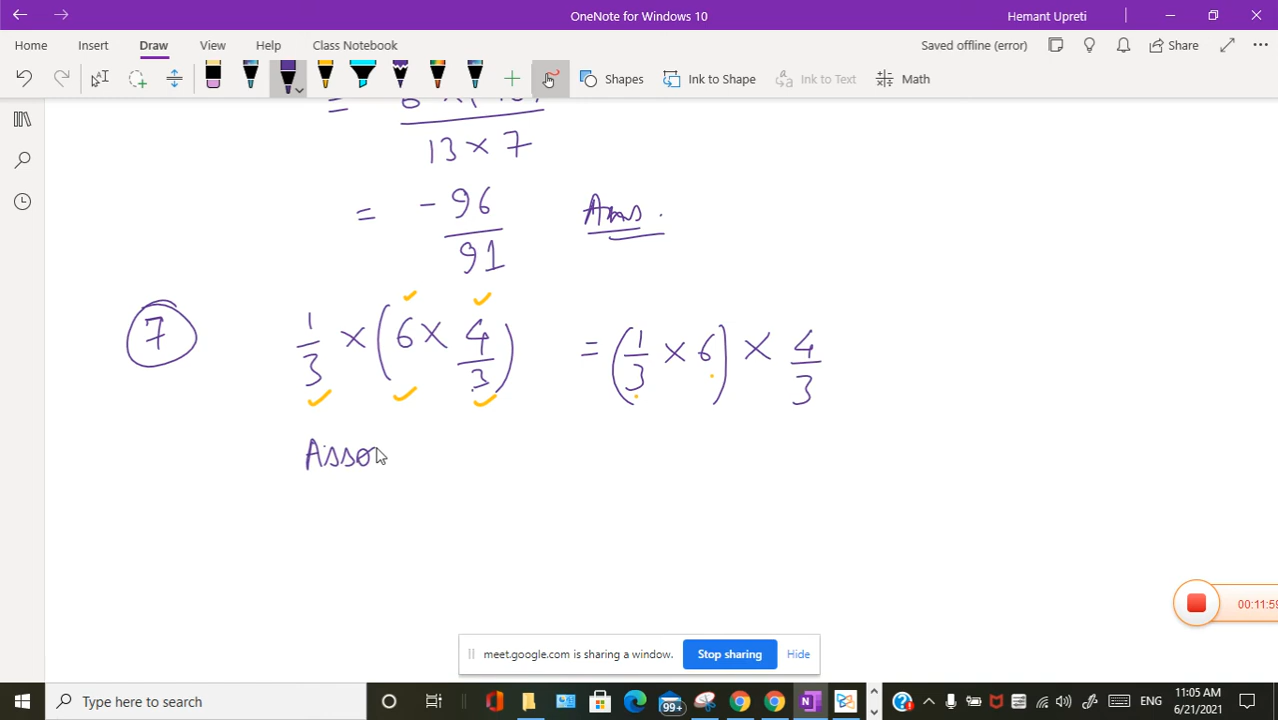 OneNote for Windows 10
Hemant Upreti
Home Insert Draw View Help Class Notebook
Saved offline (error) Share
Shapes Ink to Shape Ink to Text Math
=
13 × 7
= -96/91 Ans.
7 1/3 × (6 × 4/3) = (1/3 × 6) × 4/3
Asso
00:11:59
meet.google.com is sharing a window. Stop sharing Hide
Type here to search
99+
ENG
11:05 AM
6/21/2021